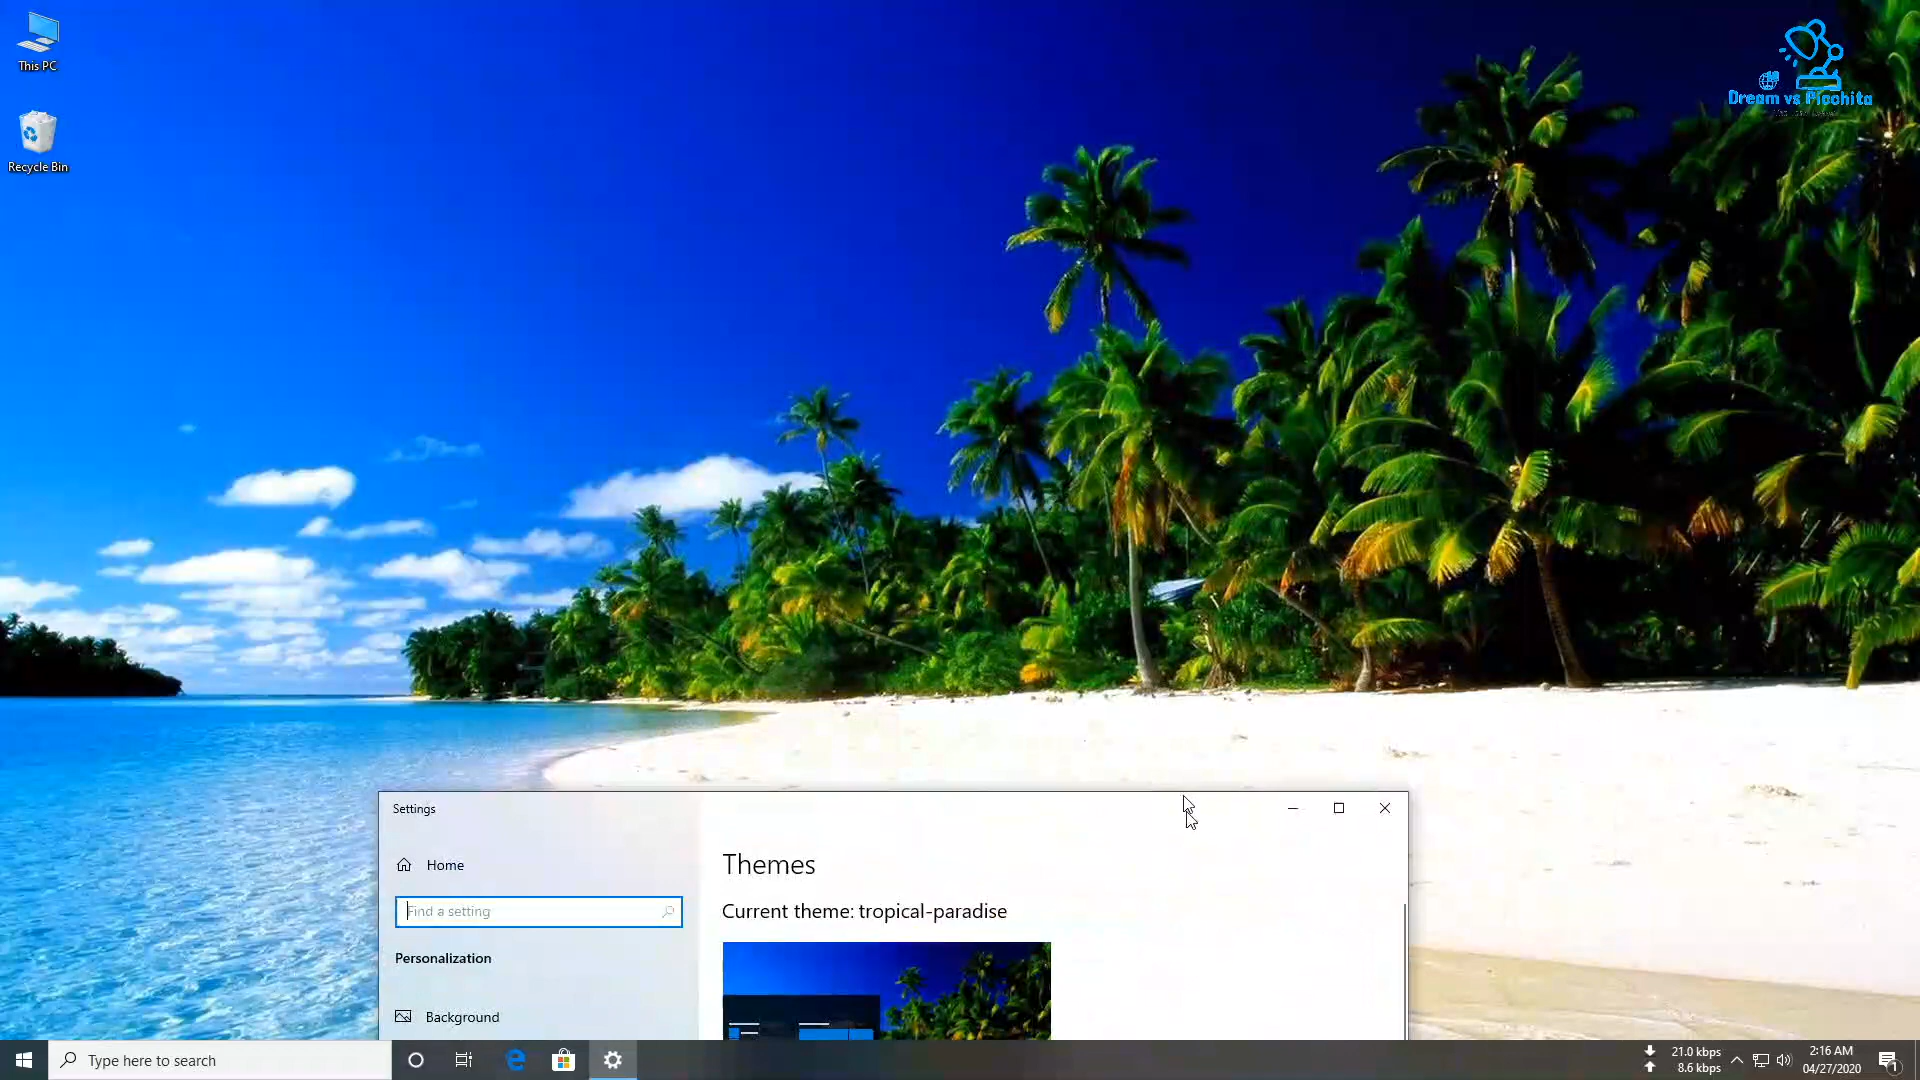 This PC
Recycle Bin
Dream vs Picchita
Settings
Home
Find a setting
Personalization
Background
Themes
Current theme: tropical-paradise
Type here to search
21.0 kbps
8.6 kbps
2:16 AM
04/27/2020
1